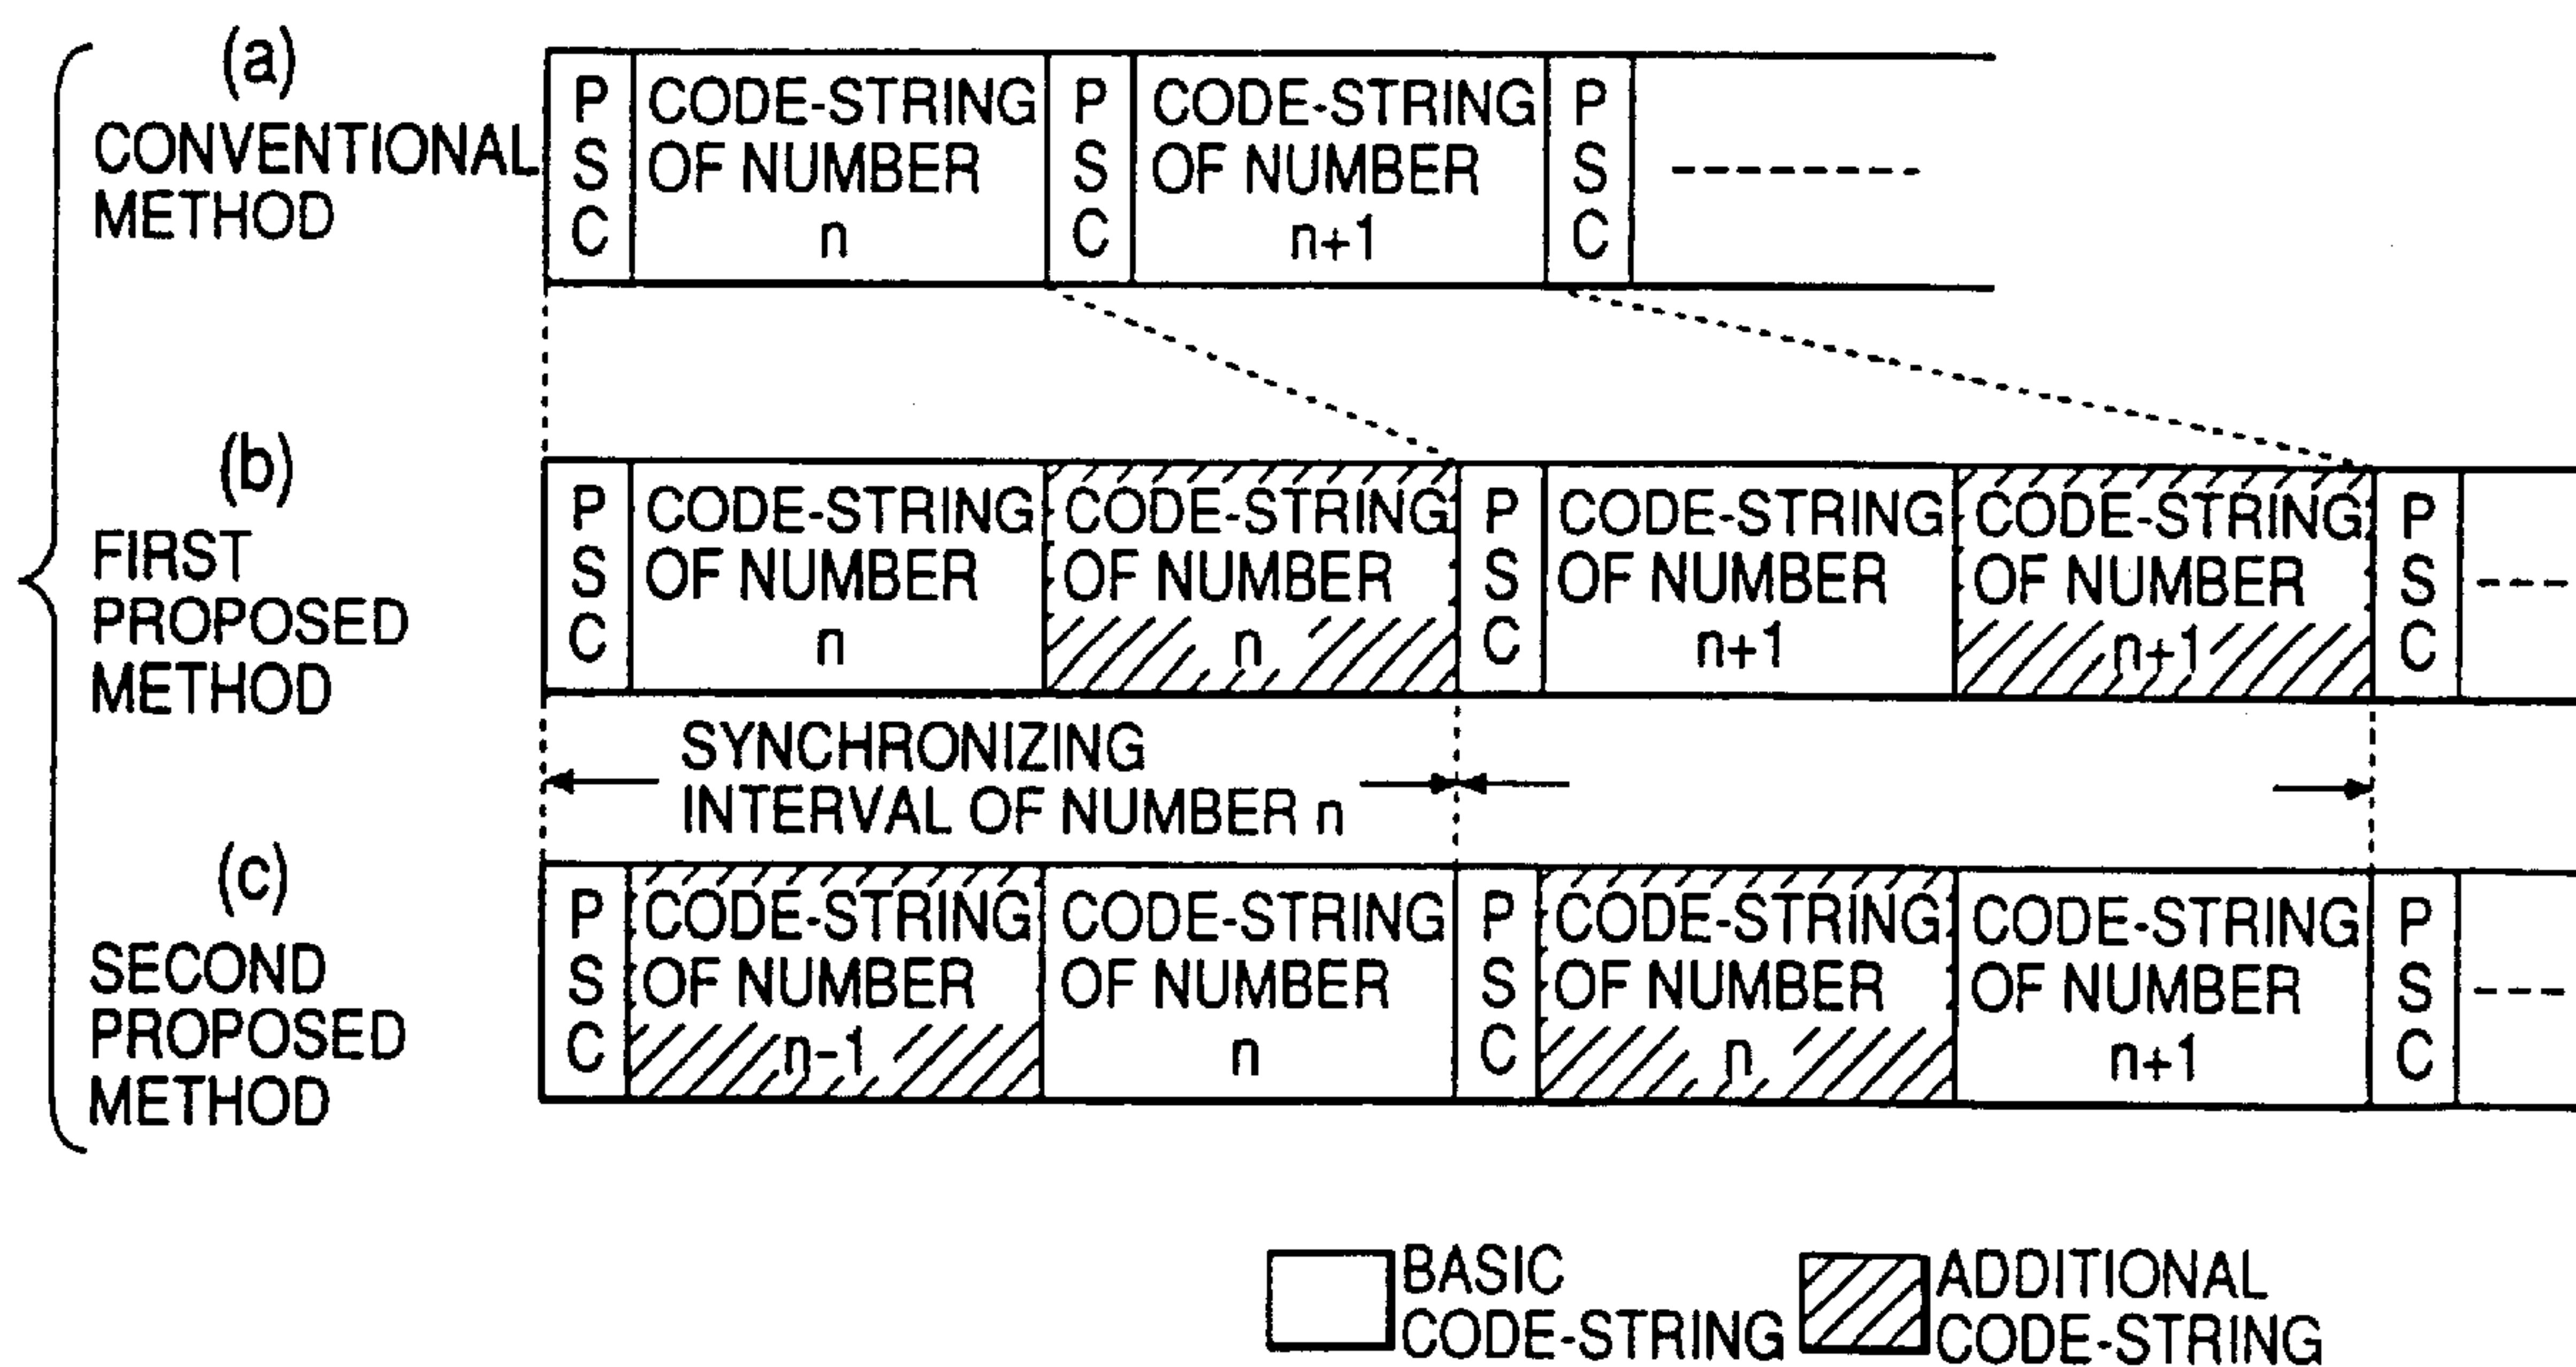 (a)
CONVENTIONAL
METHOD
P
S
C
CODE-STRING
OF NUMBER
n
P
S
C
CODE-STRING
OF NUMBER
n+1
P
S
C
(b)
FIRST
PROPOSED
METHOD
P
S
C
CODE-STRING
OF NUMBER
n
CODE-STRING
OF NUMBER
n
P
S
C
CODE-STRING
OF NUMBER
n+1
CODE-STRING
OF NUMBER
n+1
P
S
C
SYNCHRONIZING
INTERVAL OF NUMBER n
(c)
SECOND
PROPOSED
METHOD
P
S
C
CODE-STRING
OF NUMBER
n-1
CODE-STRING
OF NUMBER
n
P
S
C
CODE-STRING
OF NUMBER
n
CODE-STRING
OF NUMBER
n+1
P
S
C
BASIC
CODE-STRING
ADDITIONAL
CODE-STRING